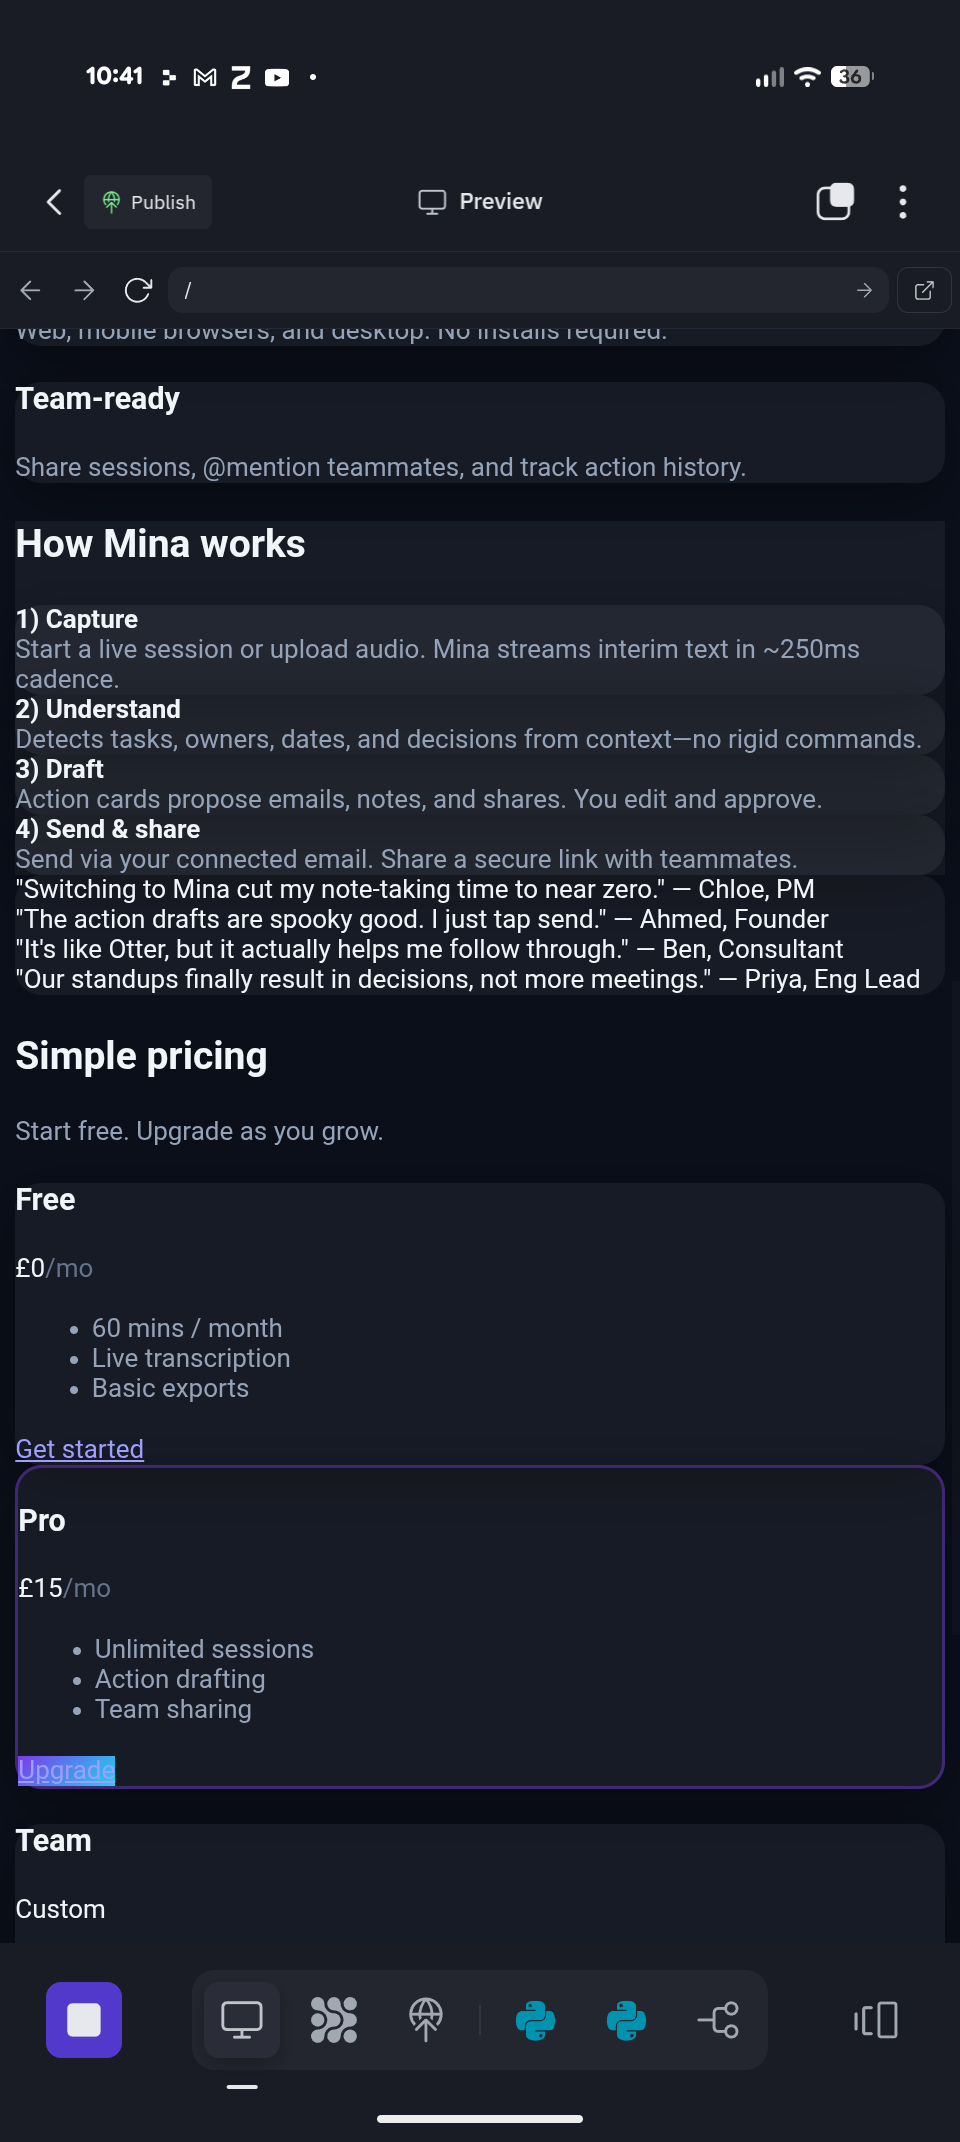 10:41
36
Publish
Preview
/
Web, mobile browsers, and desktop. No installs required.
Team-ready
Share sessions, @mention teammates, and track action history.
How Mina works
1) Capture
Start a live session or upload audio. Mina streams interim text in ~250ms
cadence.
2) Understand
Detects tasks, owners, dates, and decisions from context—no rigid commands.
3) Draft
Action cards propose emails, notes, and shares. You edit and approve.
4) Send & share
Send via your connected email. Share a secure link with teammates.
"Switching to Mina cut my note-taking time to near zero." — Chloe, PM
"The action drafts are spooky good. I just tap send." — Ahmed, Founder
"It's like Otter, but it actually helps me follow through." — Ben, Consultant
"Our standups finally result in decisions, not more meetings." — Priya, Eng Lead
Simple pricing
Start free. Upgrade as you grow.
Free
£0/mo
• 60 mins / month
• Live transcription
• Basic exports
Get started
Pro
£15/mo
• Unlimited sessions
• Action drafting
• Team sharing
Upgrade
Team
Custom